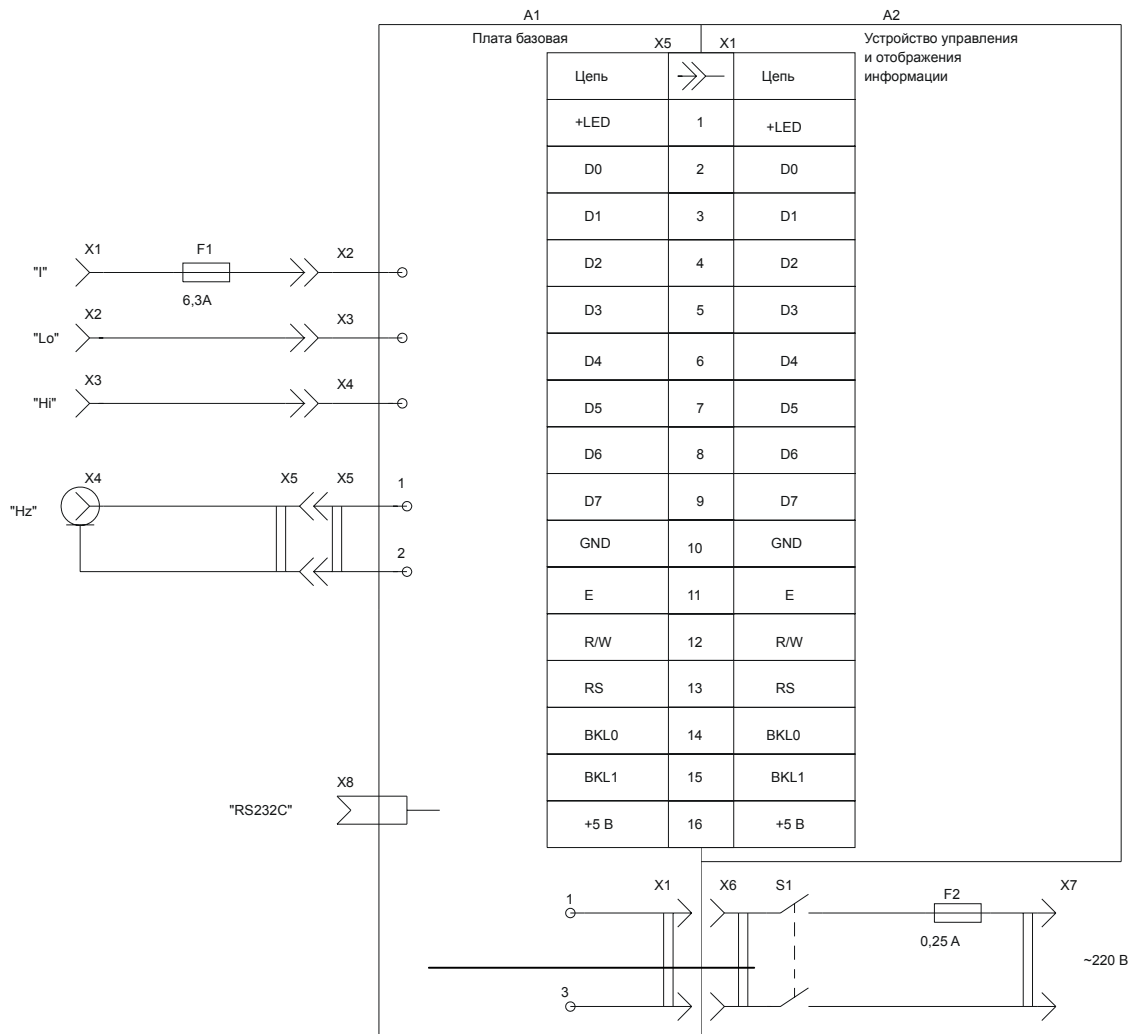 A1 A2
Плата базовая
Устройство управления
и отображения
информации
X5 X1
Цепь Цепь
+LED 1 +LED
D0 2 D0
D1 3 D1
D2 4 D2
D3 5 D3
D4 6 D4
D5 7 D5
D6 8 D6
D7 9 D7
GND 10 GND
E 11 E
R/W 12 R/W
RS 13 RS
BKL0 14 BKL0
BKL1 15 BKL1
+5 В 16 +5 В
X1 F1 X2
"I"
6,3А
X2 X3
"Lo"
X3 X4
"Hi"
X4 X5 X5 1
"Hz"
2
X8
"RS232C"
X1 X6 S1 F2 X7
1
0,25 А
~220 В
3